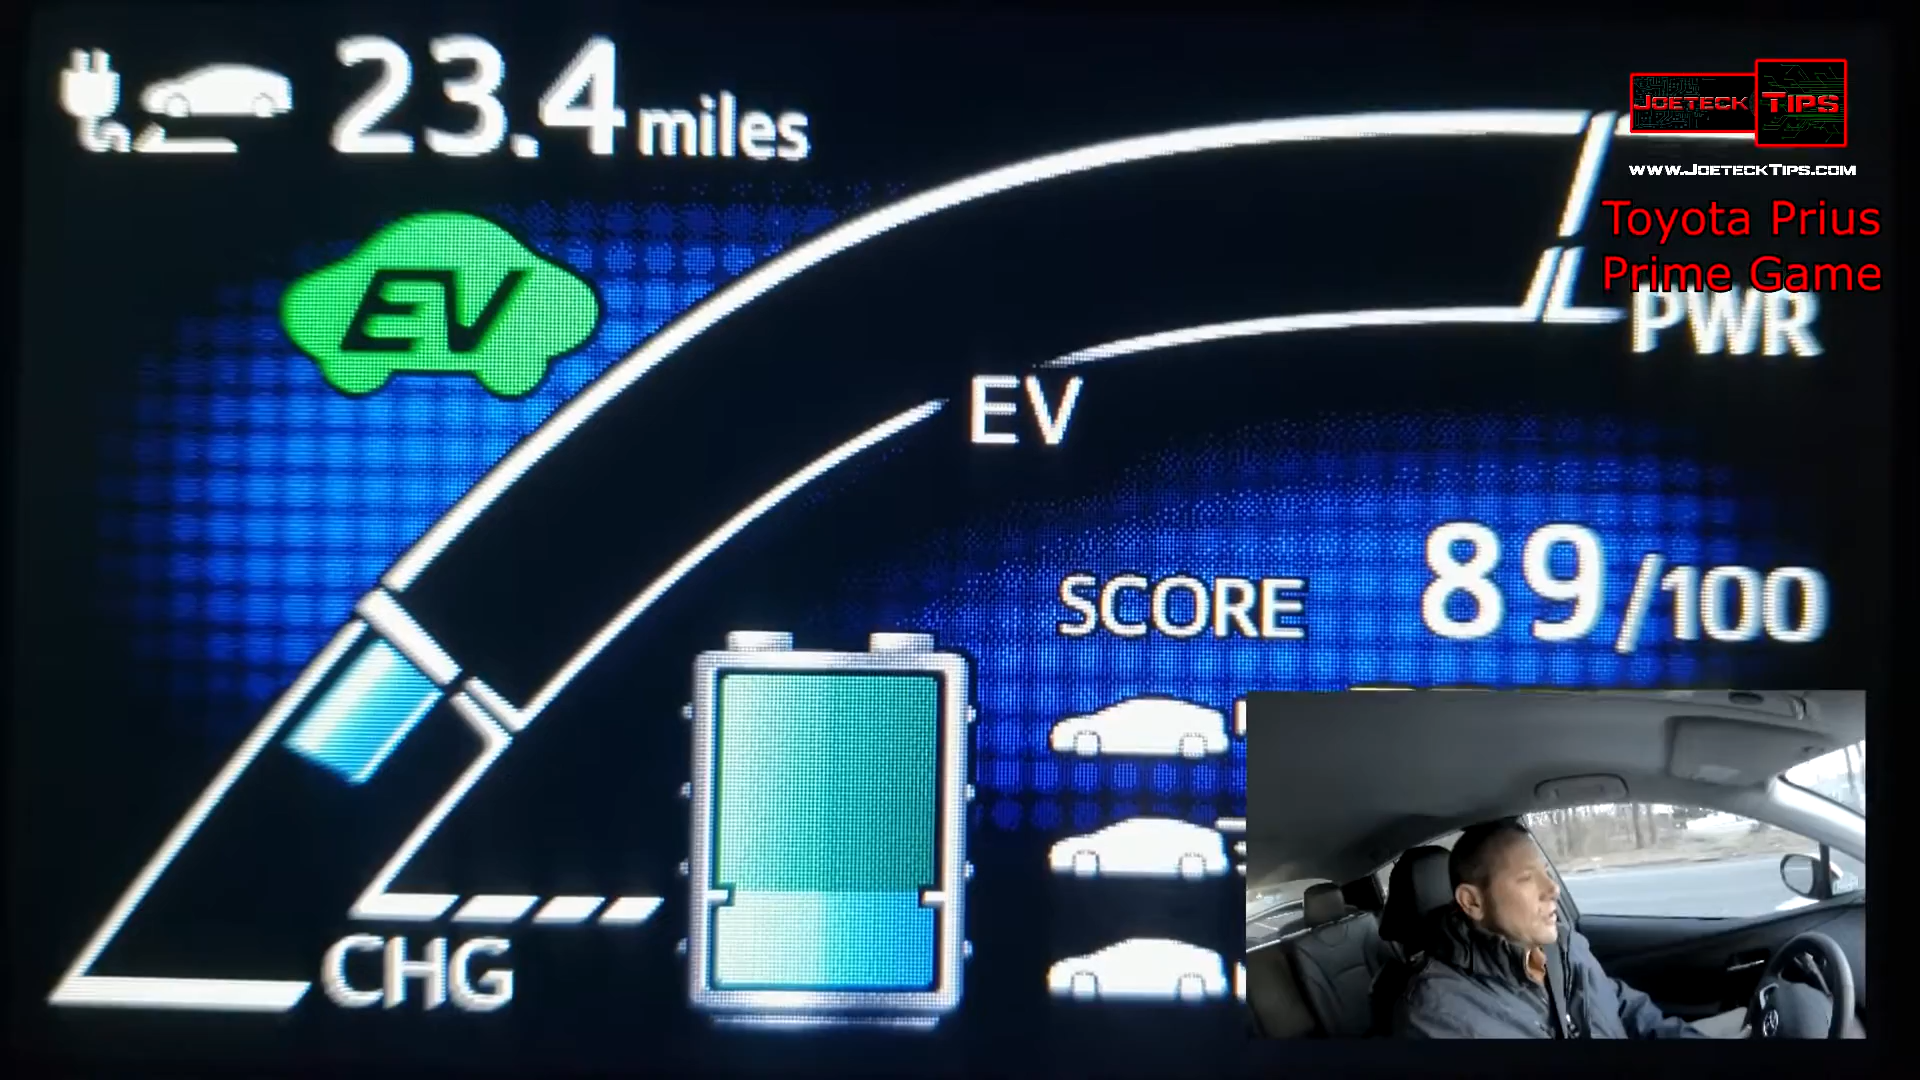 23.4 miles
JOETECK TIPS
WWW.JOETECKTIPS.COM
Toyota Prius
Prime Game
EV
PWR
EV
SCORE 89/100
CHG